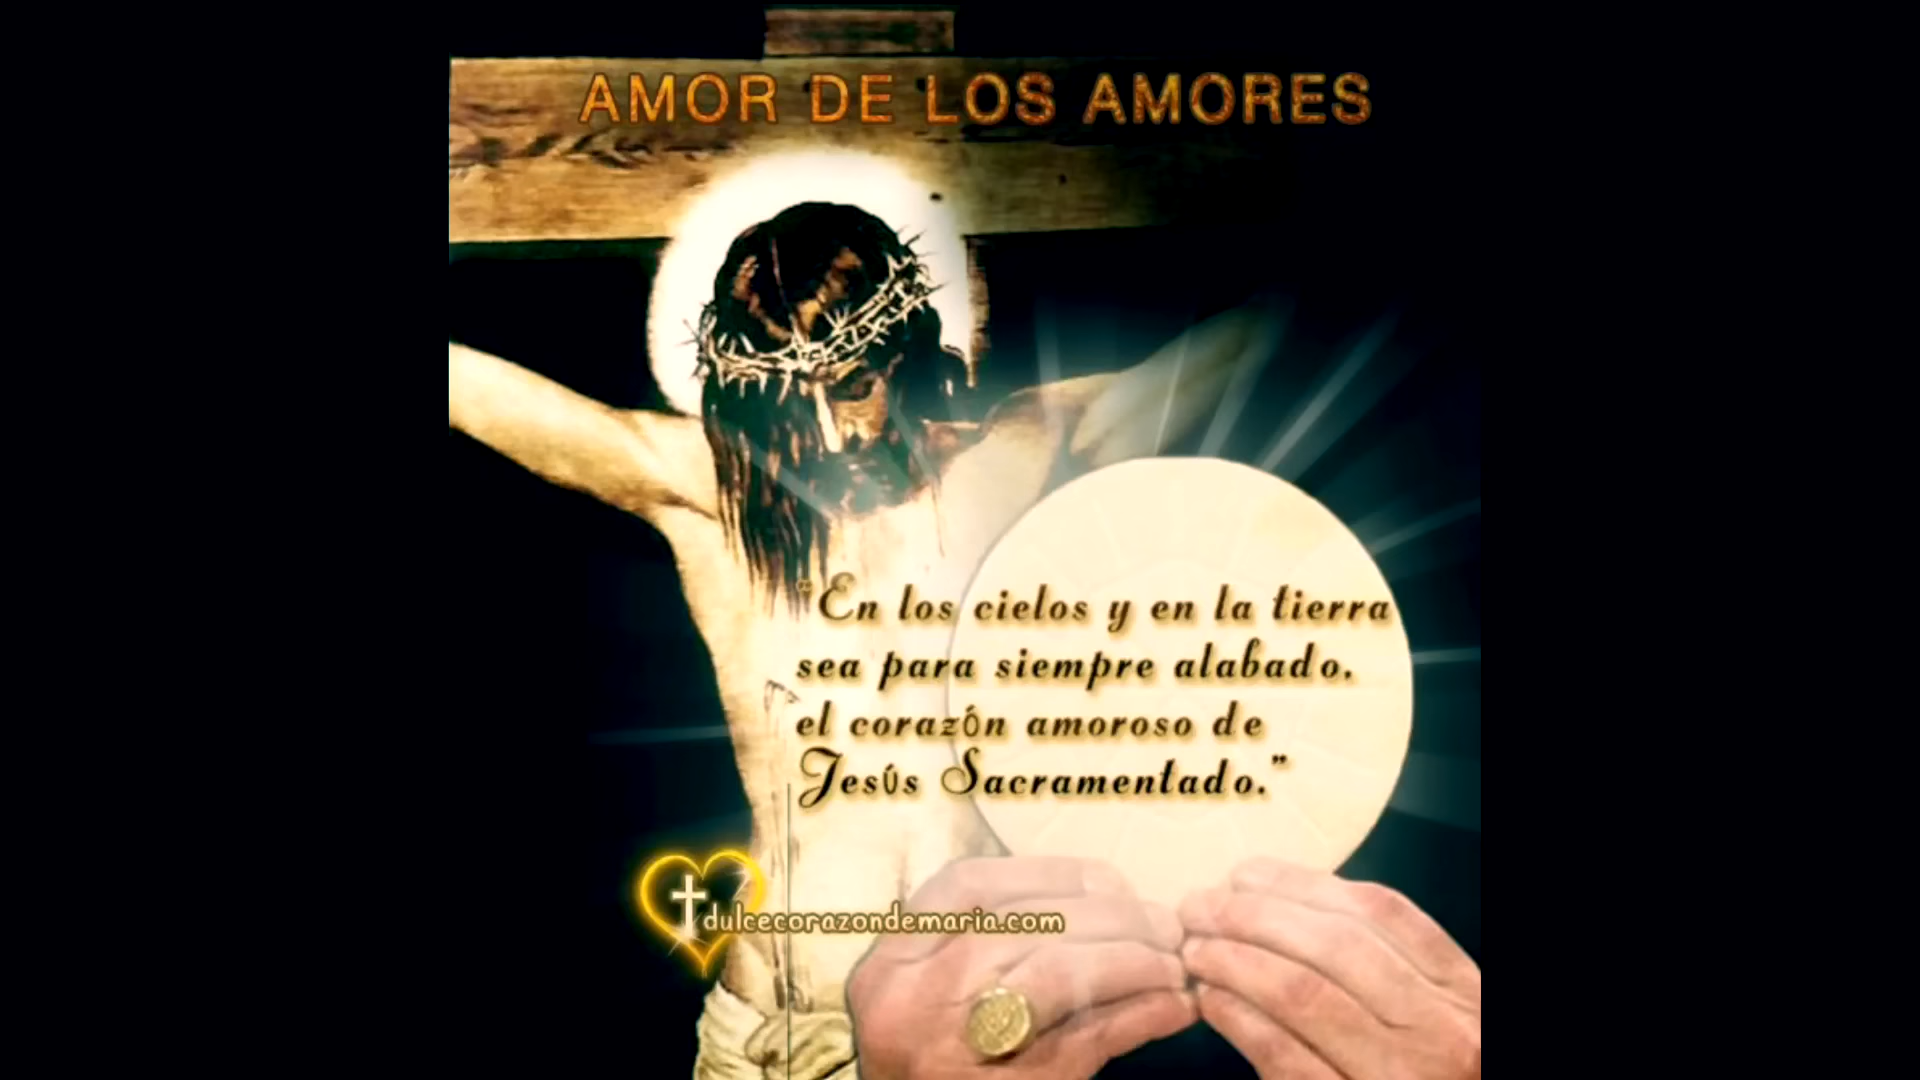 AMOR DE LOS AMORES
“En los cielos y en la tierra
sea para siempre alabado,
el corazón amoroso de
Jesús Sacramentado.”
dulcecorazondemaria.com